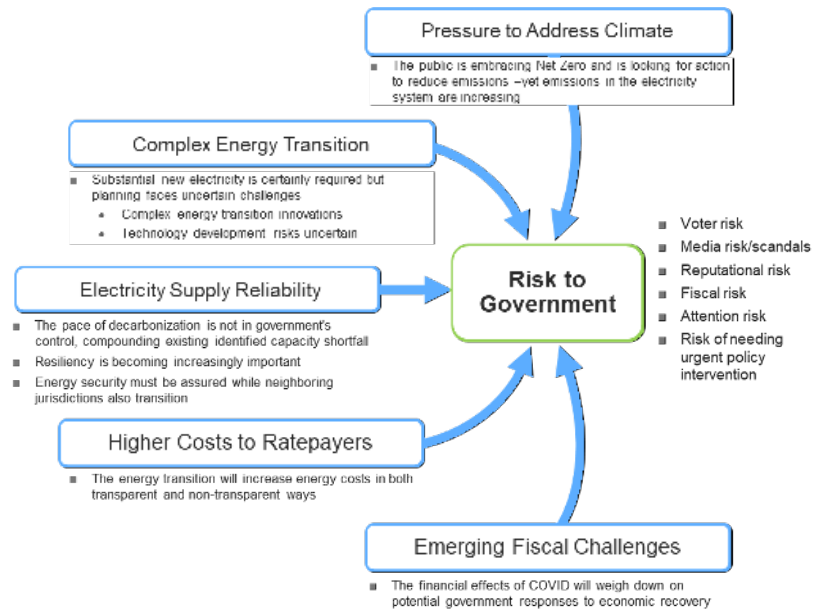 Pressure to Address Climate
The public is embracing Net Zero and is looking for action
to reduce emissions –yet emissions in the electricity
system are increasing
Complex Energy Transition
Substantial new electricity is certainly required but
planning faces uncertain challenges
Complex energy transition innovations
Technology development risks uncertain
Electricity Supply Reliability
The pace of decarbonization is not in government's
control, compounding existing identified capacity shortfall
Resiliency is becoming increasingly important
Energy security must be assured while neighboring
jurisdictions also transition
Risk to
Government
Voter risk
Media risk/scandals
Reputational risk
Fiscal risk
Attention risk
Risk of needing
urgent policy
intervention
Higher Costs to Ratepayers
The energy transition will increase energy costs in both
transparent and non-transparent ways
Emerging Fiscal Challenges
The financial effects of COVID will weigh down on
potential government responses to economic recovery